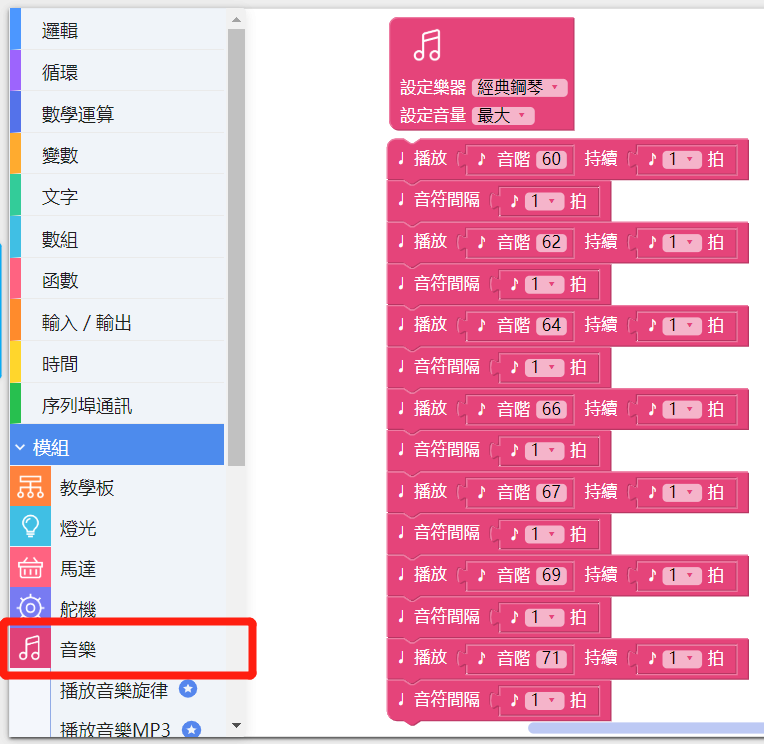 邏輯
循環
數學運算
變數
文字
數組
函數
輸入 / 輸出
時間
序列埠通訊
模組
教學板
燈光
馬達
舵機
音樂
播放音樂旋律
播放音樂MP3
設定樂器 經典鋼琴
設定音量 最大
播放 音階 60 持續 1 拍
音符間隔 1 拍
播放 音階 62 持續 1 拍
音符間隔 1 拍
播放 音階 64 持續 1 拍
音符間隔 1 拍
播放 音階 66 持續 1 拍
音符間隔 1 拍
播放 音階 67 持續 1 拍
音符間隔 1 拍
播放 音階 69 持續 1 拍
音符間隔 1 拍
播放 音階 71 持續 1 拍
音符間隔 1 拍